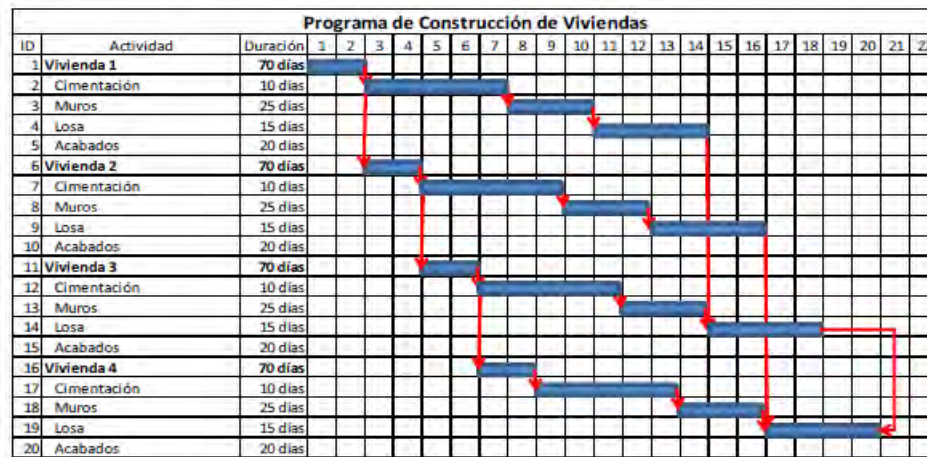 Programa de Construcción de Viviendas
ID Actividad Duración 1 2 3 4 5 6 7 8 9 10 11 12 13 14 15 16 17 18 19 20 21 22
1 Vivienda 1 70 días
2 Cimentación 10 días
3 Muros 25 días
4 Losa 15 días
5 Acabados 20 días
6 Vivienda 2 70 días
7 Cimentación 10 días
8 Muros 25 días
9 Losa 15 días
10 Acabados 20 días
11 Vivienda 3 70 días
12 Cimentación 10 días
13 Muros 25 días
14 Losa 15 días
15 Acabados 20 días
16 Vivienda 4 70 días
17 Cimentación 10 días
18 Muros 25 días
19 Losa 15 días
20 Acabados 20 días